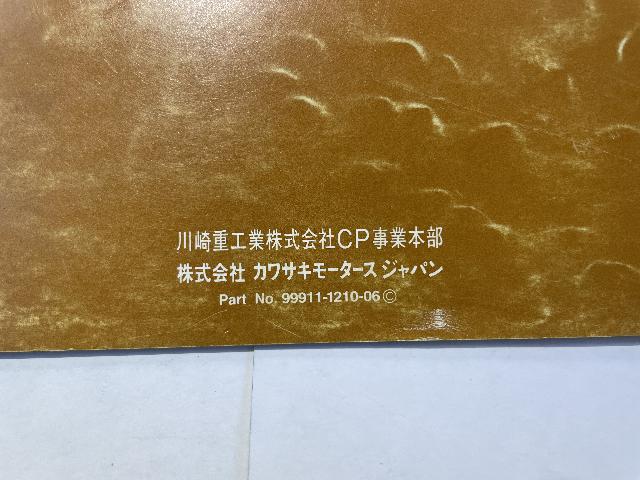 川崎重工業株式会社CP事業本部
株式会社 カワサキモータースジャパン
Part No. 99911-1210-06 ©